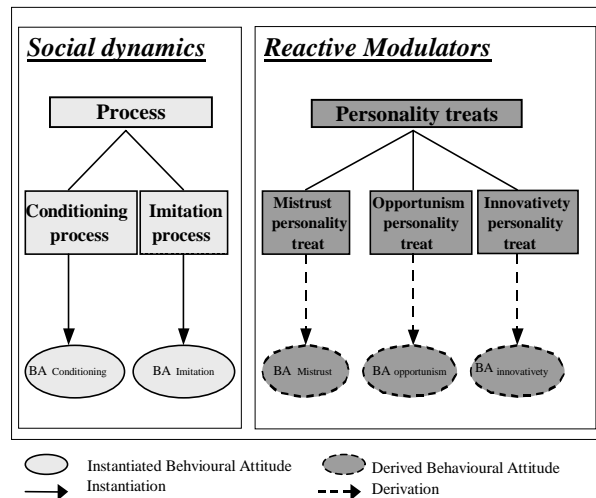 Social dynamics
Process
Conditioning
process
Imitation
process
BA Conditioning
BA Imitation
Reactive Modulators
Personality treats
Mistrust
personality
treat
Opportunism
personality
treat
Innovativety
personality
treat
BA Mistrust
BA opportunism
BA innovativety
Instantiated Behvioural Attitude
Instantiation
Derived Behavioural Attitude
Derivation